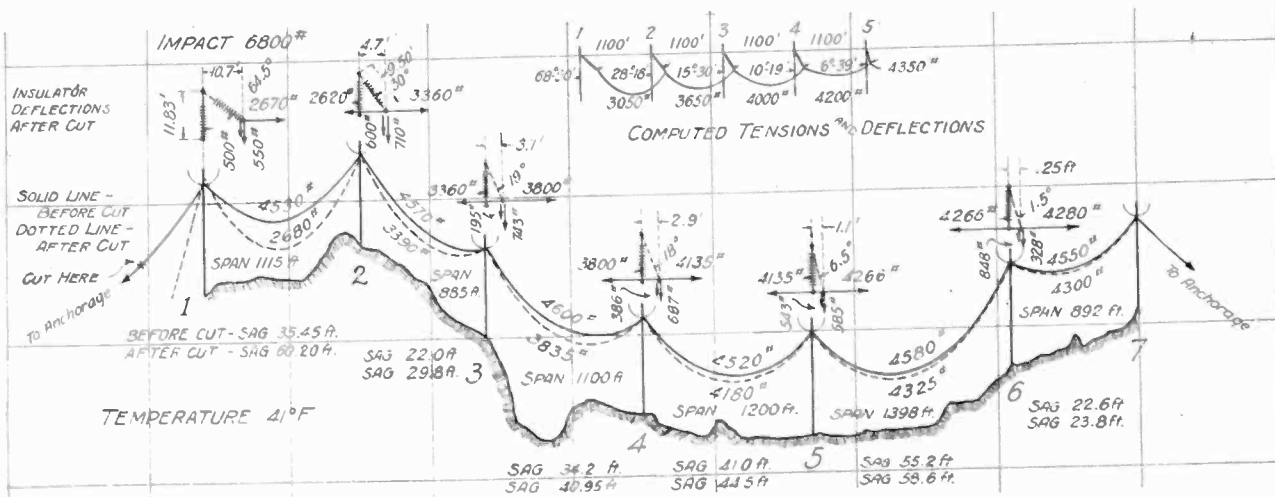 IMPACT 6800#
10.7'
64.5°
2670#
11.83'
500#
550#
INSULATOR
DEFLECTIONS
AFTER CUT
4.7'
9.50'
30°
2620#
3360#
600#
710#
1 2 3 4 5
1100' 1100' 1100' 1100'
68°-30' 28°-18' 15°-30' 10°-19' 6°-39' 4350#
3050# 3650# 4000# 4200#
COMPUTED TENSIONS AND DEFLECTIONS
3.1'
19°
3360# 3800#
195#
743#
SOLID LINE -
BEFORE CUT
DOTTED LINE -
AFTER CUT
CUT HERE
To Anchorage
4530#
2680#
SPAN 1115 ft
4570#
3390#
SPAN
885 ft.
2.9'
18°
3800# 4135#
386#
687#
1.1'
6.5°
4135# 4266#
543#
585#
.25 ft
1.5°
4266# 4280#
848#
328#
4600#
3835#
SPAN 1100 ft
4520#
4180#
SPAN 1200 ft.
4580#
4325#
SPAN 1398 ft.
4550#
4300#
SPAN 892 ft.
To Anchorage
1
2
3
4
5
6
7
BEFORE CUT - SAG 35.45 ft.
AFTER CUT - SAG 60.20 ft.
SAG 22.0 ft
SAG 29.8 ft.
TEMPERATURE 41°F
SAG 34.2 ft.
SAG 40.95 ft.
SAG 41.0 ft.
SAG 44.5 ft.
SAG 55.2 ft
SAG 58.6 ft.
SAG 22.6 ft
SAG 23.8 ft.